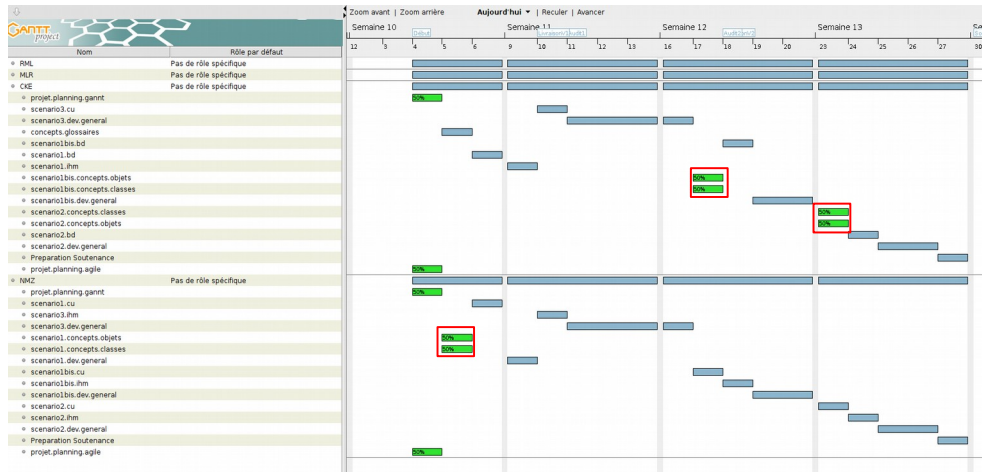 Zoom avant | Zoom arrière Aujourd'hui | Reculer | Avancer
GANTT project
Semaine 10 Semaine 11 Semaine 12 Semaine 13
Début Audit1
Nom Rôle par défaut
12 3 4 5 6 9 10 11 12 13 16 17 18 19 20 23 24 25 26 27 30
RML Pas de rôle spécifique
MLR Pas de rôle spécifique
CKE Pas de rôle spécifique
projet.planning.gannt 50%
scenario3.cu
scenario3.dev.general
concepts.glossaires
scenario1bis.bd
scenario1.bd
scenario1.ihm
scenario1bis.concepts.objets 50%
scenario1bis.concepts.classes 50%
scenario1bis.dev.general
scenario2.concepts.classes 50%
scenario2.concepts.objets 50%
scenario2.bd
scenario2.dev.general
Preparation Soutenance
projet.planning.agile 50%
NMZ Pas de rôle spécifique
projet.planning.gannt 50%
scenario1.cu
scenario3.ihm
scenario3.dev.general
scenario1.concepts.objets 50%
scenario1.concepts.classes 50%
scenario1.dev.general
scenario1bis.cu
scenario1bis.ihm
scenario1bis.dev.general
scenario2.cu
scenario2.ihm
scenario2.dev.general
Preparation Soutenance
projet.planning.agile 50%